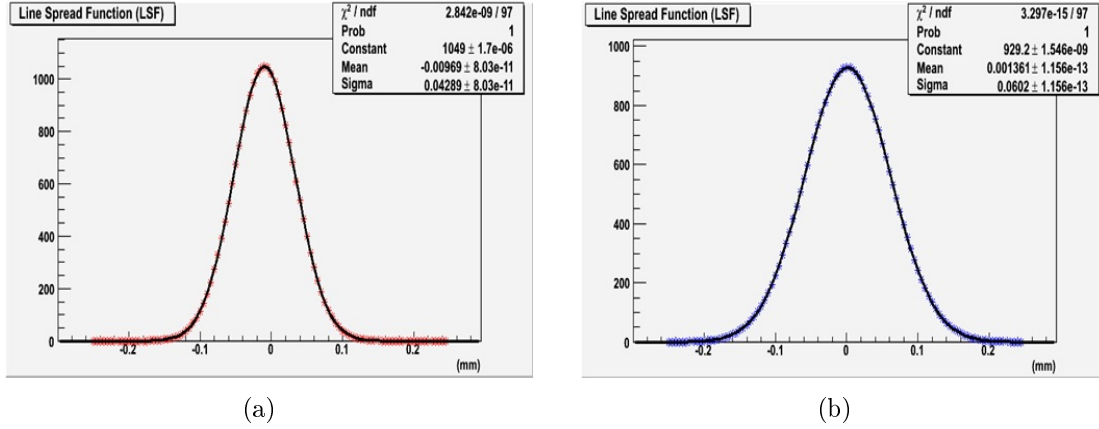 Line Spread Function (LSF)
χ² / ndf 2.842e-09 / 97
Prob 1
Constant 1049 ± 1.7e-06
Mean -0.00969 ± 8.03e-11
Sigma 0.04289 ± 8.03e-11
1000
800
600
400
200
0
-0.2 -0.1 0 0.1 0.2
(mm)
(a)
Line Spread Function (LSF)
χ² / ndf 3.297e-15 / 97
Prob 1
Constant 929.2 ± 1.546e-09
Mean 0.001361 ± 1.156e-13
Sigma 0.0602 ± 1.156e-13
1000
800
600
400
200
0
-0.2 -0.1 0 0.1 0.2
(mm)
(b)